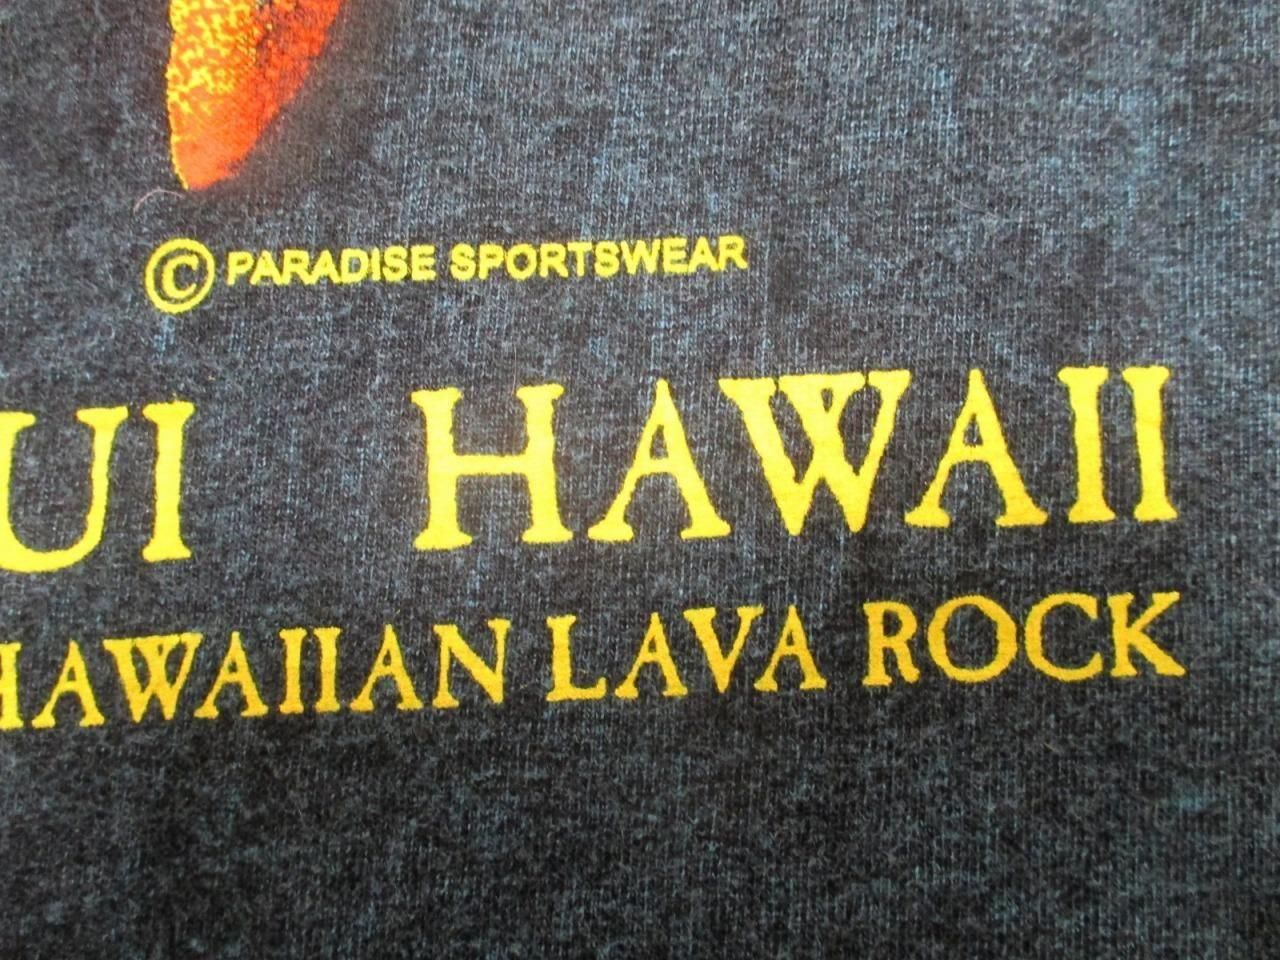 © PARADISE SPORTSWEAR
UI HAWAII
HAWAIIAN LAVA ROCK